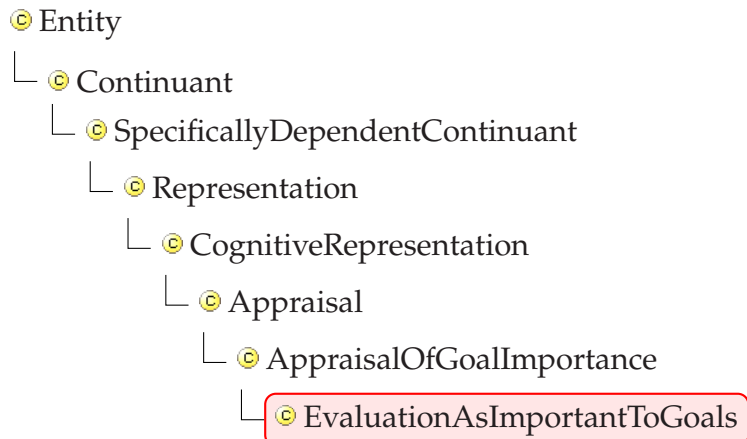 Entity
Continuant
SpecificallyDependentContinuant
Representation
CognitiveRepresentation
Appraisal
AppraisalOfGoalImportance
EvaluationAsImportantToGoals